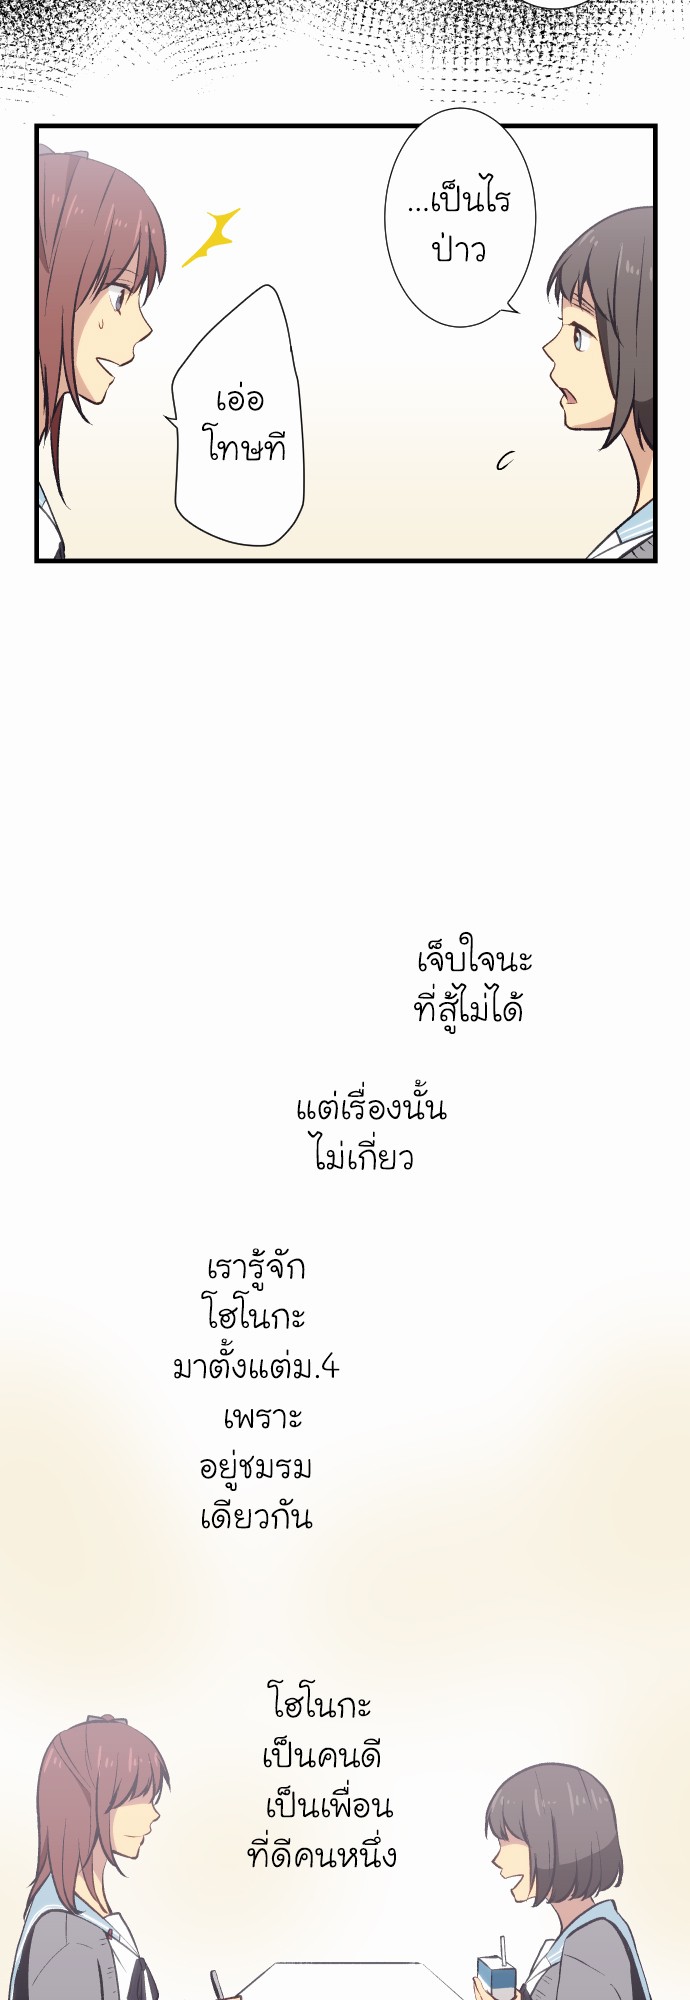 ...เป็นไร
ป่าว
เอ่อ
โทษที
เจ็บใจนะ
ที่สู้ไม่ได้
แต่เรื่องนั้น
ไม่เกี่ยว
เรารู้จัก
โฮโนกะ
มาตั้งแต่ม.4
เพราะ
อยู่ชมรม
เดียวกัน
โฮโนกะ
เป็นคนดี
เป็นเพื่อน
ที่ดีคนหนึ่ง